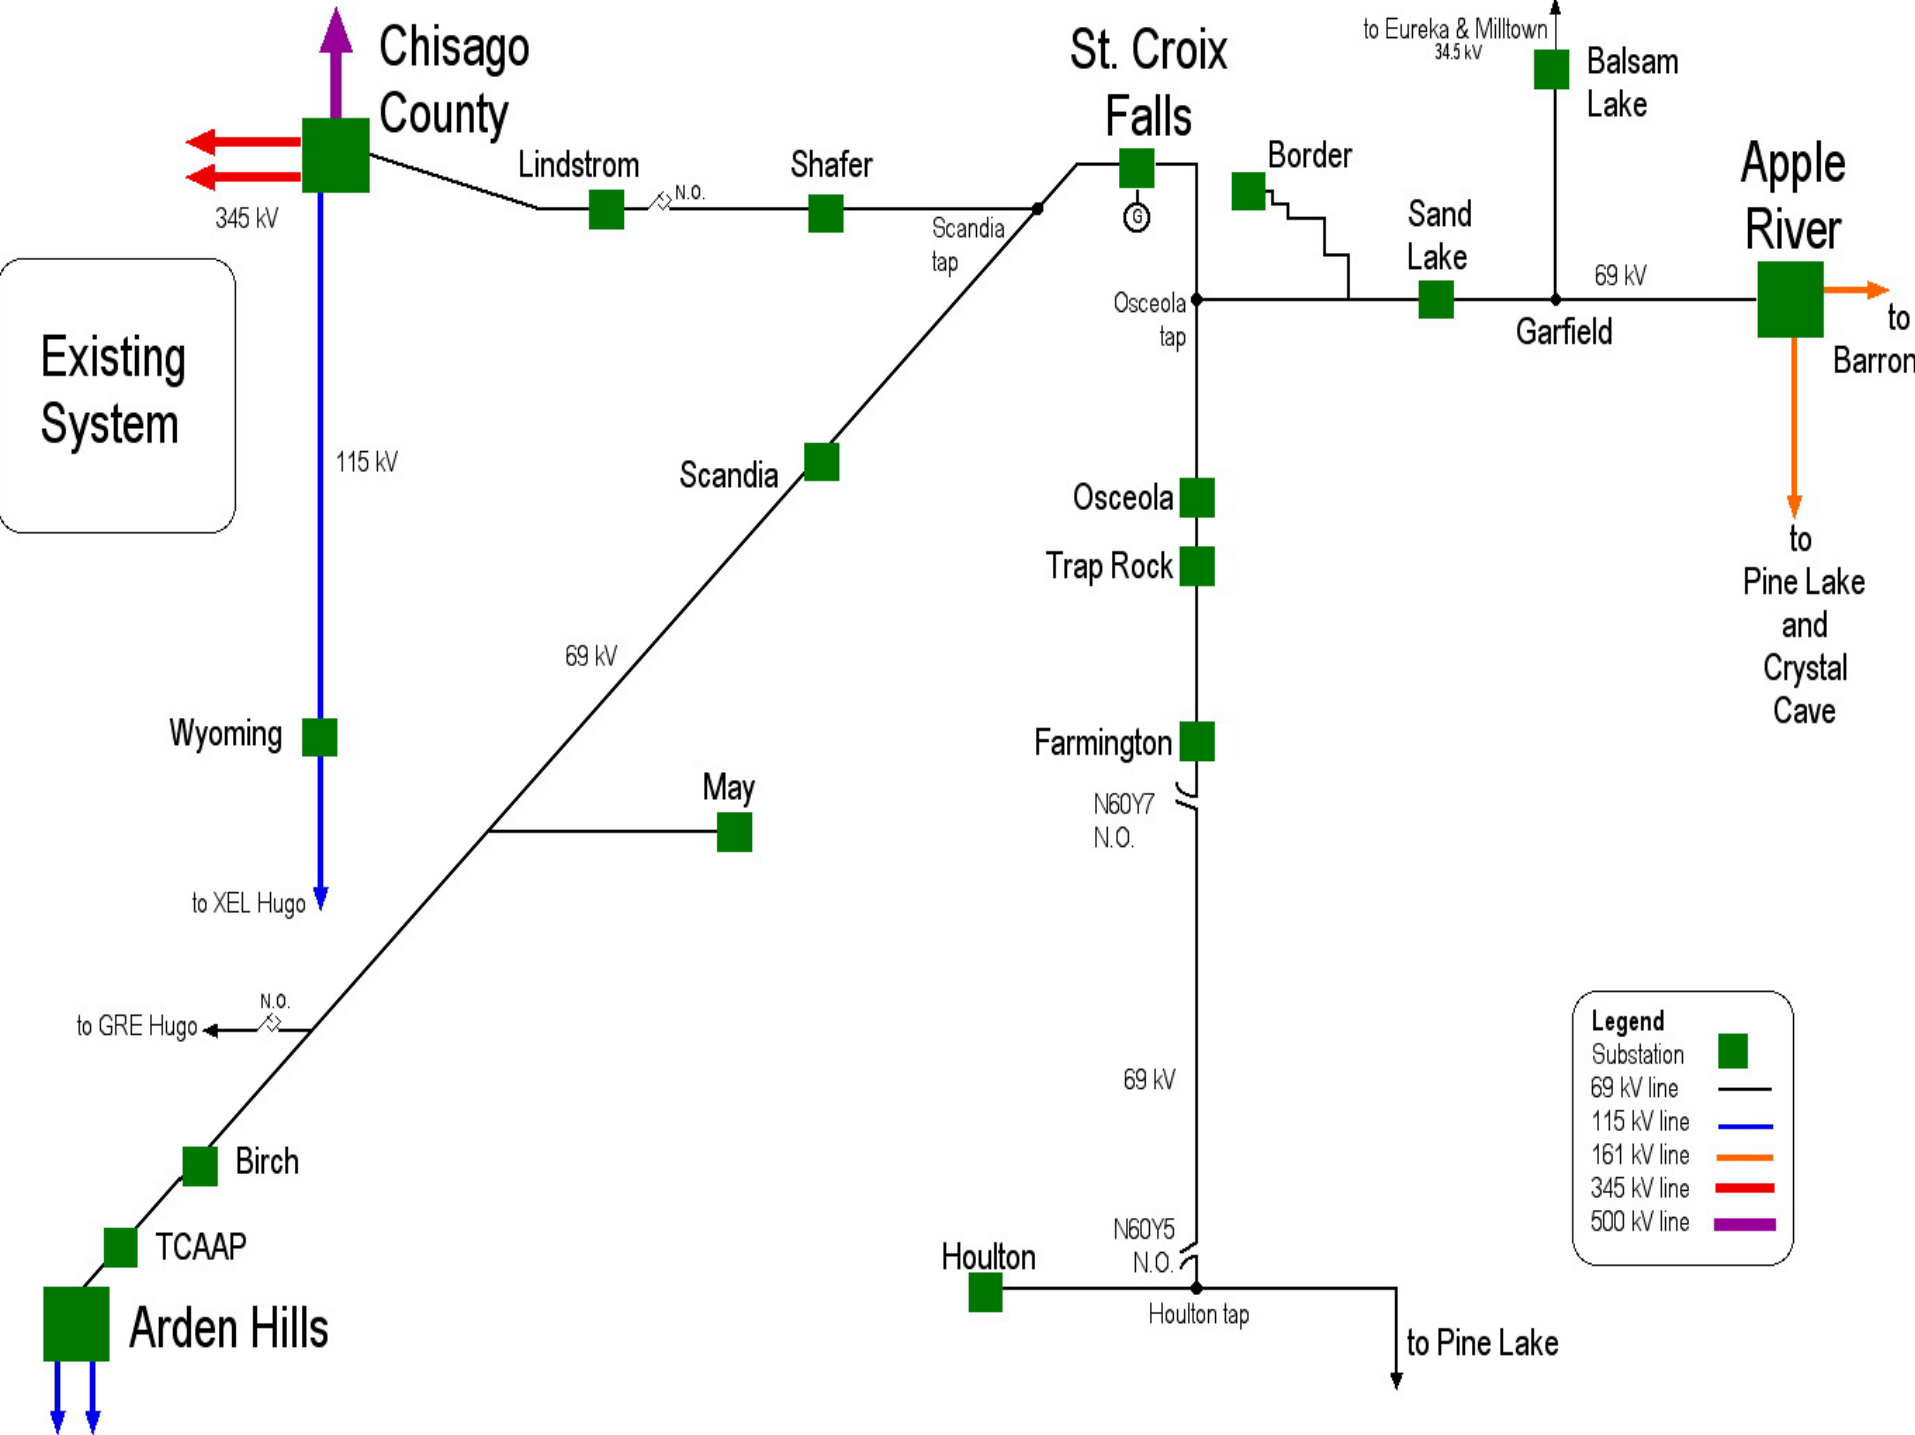 Chisago
County
345 kV
Existing
System
115 kV
Wyoming
to XEL Hugo
Lindstrom
N.O.
Shafer
Scandia
tap
St. Croix
Falls
G
to Eureka & Milltown
34.5 kV
Balsam
Lake
Border
Sand
Lake
Apple
River
69 kV
Garfield
to
Barron
Osceola
tap
to
Pine Lake
and
Crystal
Cave
Scandia
69 kV
May
Osceola
Trap Rock
Farmington
N60Y7
N.O.
N.O.
to GRE Hugo
Birch
TCAAP
Arden Hills
69 kV
N60Y5
N.O.
Houlton
Houlton tap
to Pine Lake
Legend
Substation
69 kV line
115 kV line
161 kV line
345 kV line
500 kV line